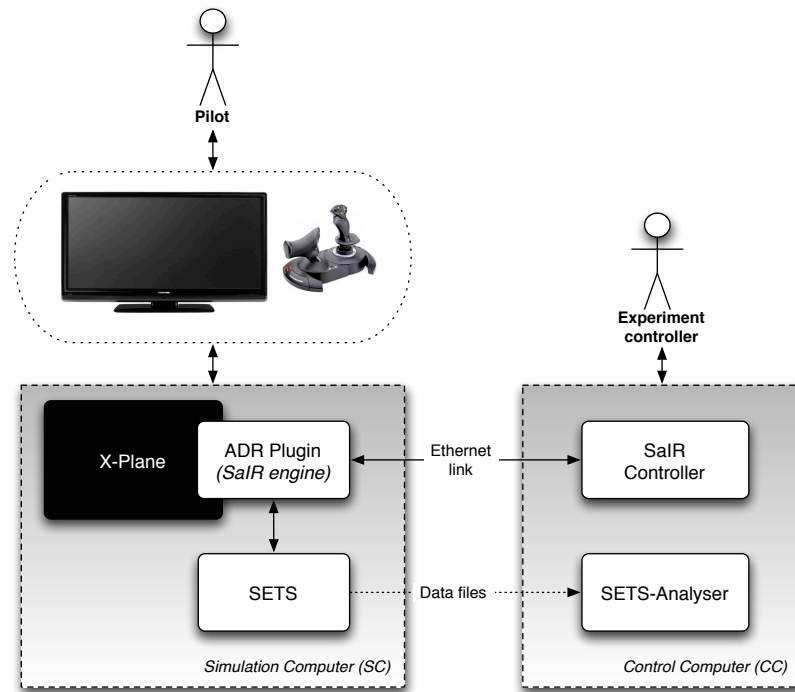 Pilot
Experiment
controller
X-Plane
ADR Plugin
(SaIR engine)
Ethernet
link
SaIR
Controller
SETS
Data files
SETS-Analyser
Simulation Computer (SC)
Control Computer (CC)